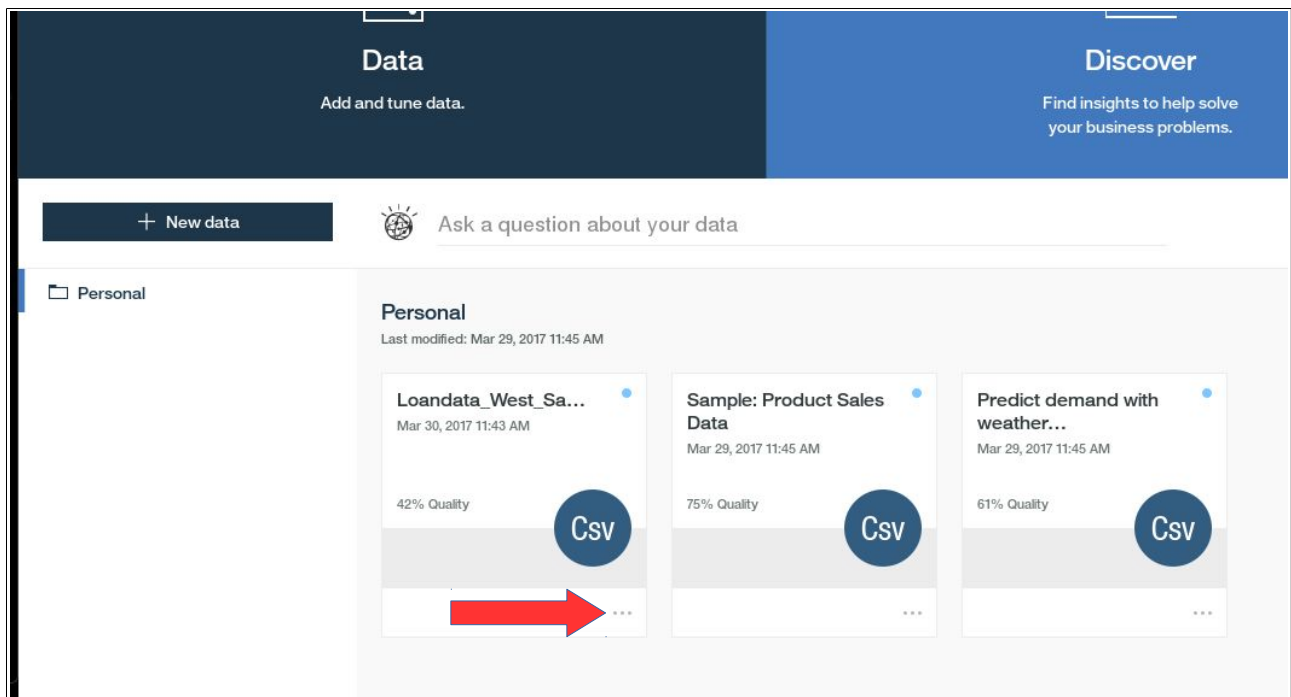 Data
Add and tune data.
Discover
Find insights to help solve
your business problems.
+ New data
Ask a question about your data
Personal
Personal
Last modified: Mar 29, 2017 11:45 AM
Loandata_West_Sa...
Mar 30, 2017 11:43 AM
42% Quality
Csv
Sample: Product Sales
Data
Mar 29, 2017 11:45 AM
75% Quality
Csv
Predict demand with
weather...
Mar 29, 2017 11:45 AM
61% Quality
Csv